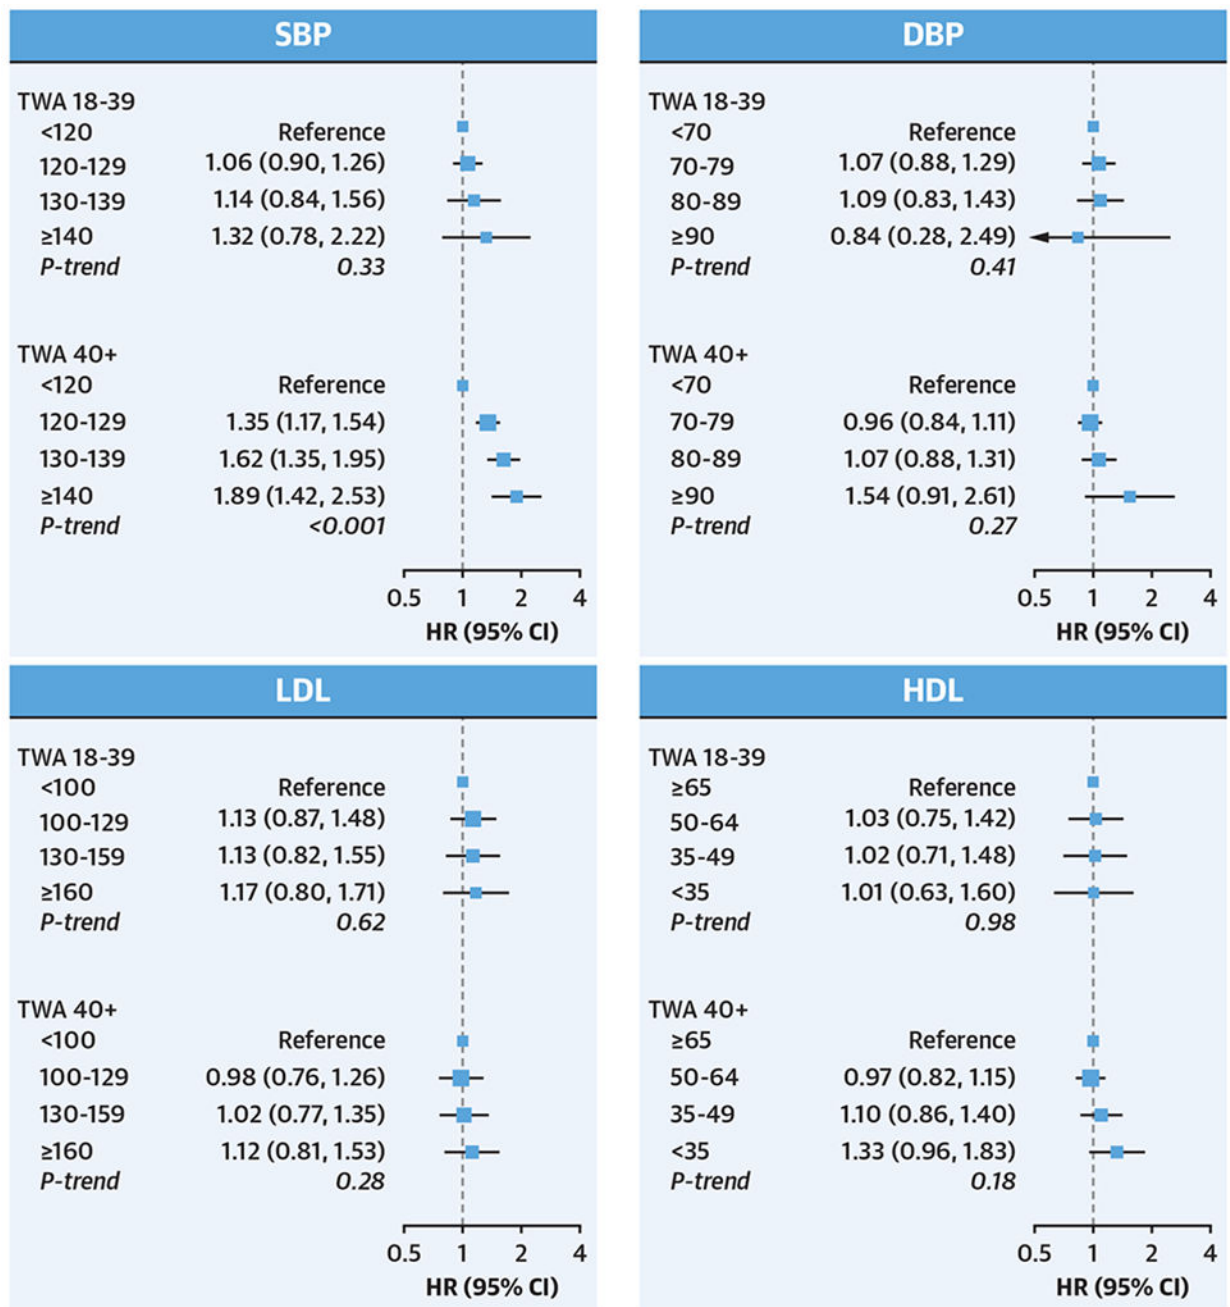 SBP
TWA 18-39
<120 Reference
120-129 1.06 (0.90, 1.26)
130-139 1.14 (0.84, 1.56)
≥140 1.32 (0.78, 2.22)
P-trend 0.33
TWA 40+
<120 Reference
120-129 1.35 (1.17, 1.54)
130-139 1.62 (1.35, 1.95)
≥140 1.89 (1.42, 2.53)
P-trend <0.001
0.5 1 2 4
HR (95% CI)
DBP
TWA 18-39
<70 Reference
70-79 1.07 (0.88, 1.29)
80-89 1.09 (0.83, 1.43)
≥90 0.84 (0.28, 2.49)
P-trend 0.41
TWA 40+
<70 Reference
70-79 0.96 (0.84, 1.11)
80-89 1.07 (0.88, 1.31)
≥90 1.54 (0.91, 2.61)
P-trend 0.27
0.5 1 2 4
HR (95% CI)
LDL
TWA 18-39
<100 Reference
100-129 1.13 (0.87, 1.48)
130-159 1.13 (0.82, 1.55)
≥160 1.17 (0.80, 1.71)
P-trend 0.62
TWA 40+
<100 Reference
100-129 0.98 (0.76, 1.26)
130-159 1.02 (0.77, 1.35)
≥160 1.12 (0.81, 1.53)
P-trend 0.28
0.5 1 2 4
HR (95% CI)
HDL
TWA 18-39
≥65 Reference
50-64 1.03 (0.75, 1.42)
35-49 1.02 (0.71, 1.48)
<35 1.01 (0.63, 1.60)
P-trend 0.98
TWA 40+
≥65 Reference
50-64 0.97 (0.82, 1.15)
35-49 1.10 (0.86, 1.40)
<35 1.33 (0.96, 1.83)
P-trend 0.18
0.5 1 2 4
HR (95% CI)